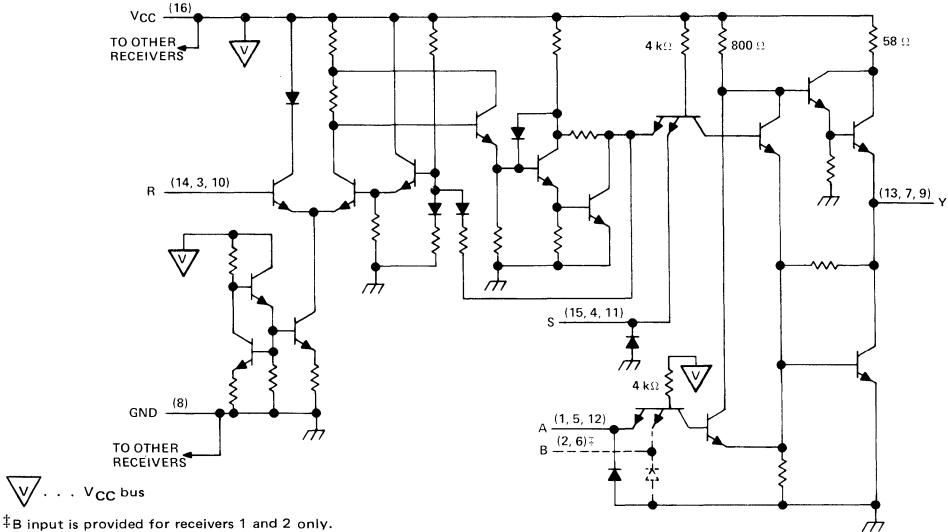 VCC (16)
TO OTHER
RECEIVERS
V
4 kΩ
800 Ω
58 Ω
R (14, 3, 10)
(13, 7, 9) Y
V
S (15, 4, 11)
4 kΩ
V
GND (8)
A (1, 5, 12)
B (2, 6)‡
TO OTHER
RECEIVERS
V . . . VCC bus
‡B input is provided for receivers 1 and 2 only.